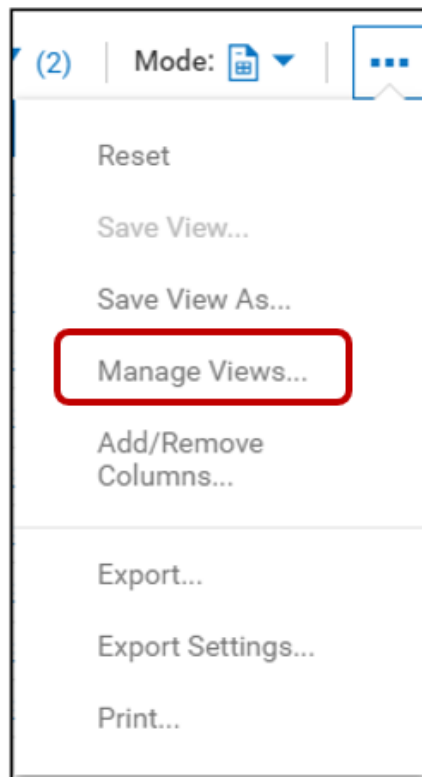 (2) Mode:
Reset
Save View...
Save View As...
Manage Views...
Add/Remove
Columns...
Export...
Export Settings...
Print...